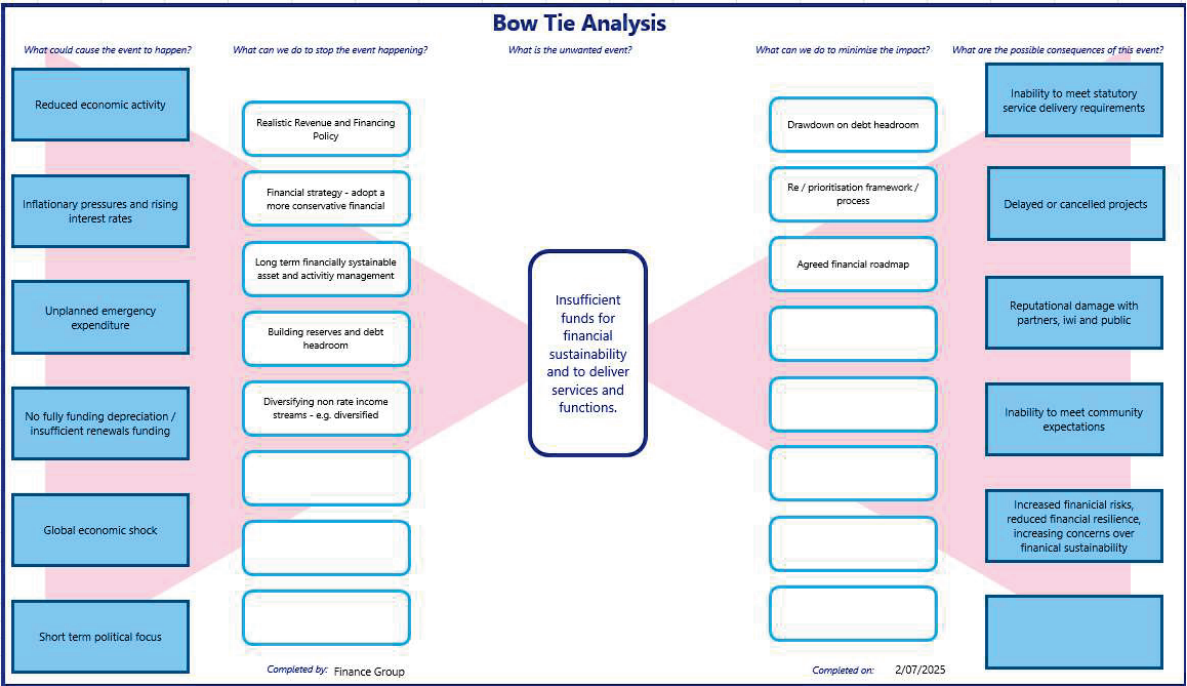 Bow Tie Analysis
What could cause the event to happen?
What can we do to stop the event happening?
What is the unwanted event?
What can we do to minimise the impact?
What are the possible consequences of this event?
Reduced economic activity
Inflationary pressures and rising
interest rates
Unplanned emergency
expenditure
No fully funding depreciation /
insufficient renewals funding
Global economic shock
Short term political focus
Realistic Revenue and Financing
Policy
Financial strategy - adopt a
more conservative financial
Long term financially systainable
asset and activitiy management
Building reserves and debt
headroom
Diversifying non rate income
streams - e.g. diversified
Insufficient
funds for
financial
sustainability
and to deliver
services and
functions.
Drawdown on debt headroom
Re / prioritisation framework /
process
Agreed financial roadmap
Inability to meet statutory
service delivery requirements
Delayed or cancelled projects
Reputational damage with
partners, iwi and public
Inability to meet community
expectations
Increased finanicial risks,
reduced financial resilience,
increasing concerns over
finanical sustainability
Completed by: Finance Group
Completed on: 2/07/2025